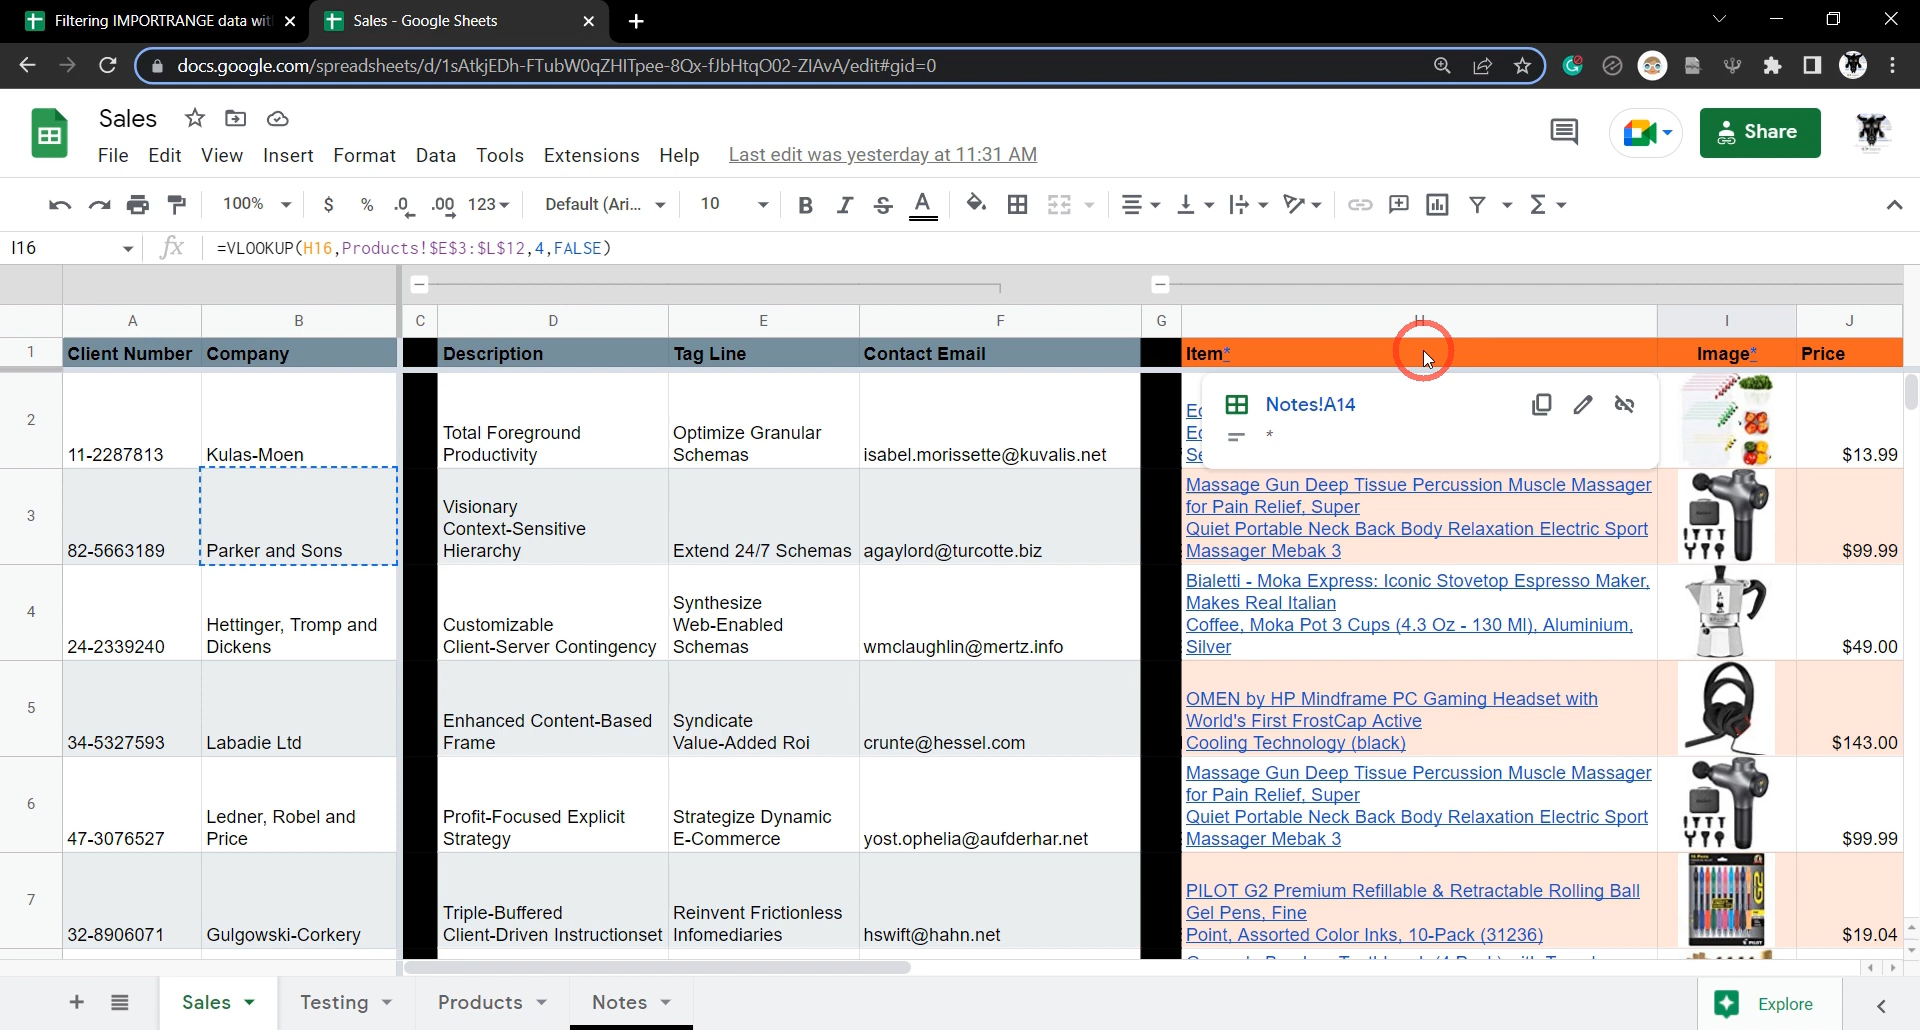 Filtering IMPORTRANGE data wit
Sales - Google Sheets
docs.google.com/spreadsheets/d/1sAtkjEDh-FTubW0qZHITpee-8Qx-fJbHtqO02-ZIAvA/edit#gid=0
Sales
File Edit View Insert Format Data Tools Extensions Help Last edit was yesterday at 11:31 AM
Share
100% $ % .0 .00 123 Default (Ari... 10 B I S A Σ
I16 fx =VLOOKUP(H16,Products!$E$3:$L$12,4,FALSE)
A B C D E F G H I J
1 Client Number Company Description Tag Line Contact Email Item* Image* Price
Notes!A14
*
2 11-2287813 Kulas-Moen Total Foreground Productivity Optimize Granular Schemas isabel.morissette@kuvalis.net $13.99
3 82-5663189 Parker and Sons Visionary Context-Sensitive Hierarchy Extend 24/7 Schemas agaylord@turcotte.biz
Massage Gun Deep Tissue Percussion Muscle Massager
for Pain Relief, Super
Quiet Portable Neck Back Body Relaxation Electric Sport
Massager Mebak 3
$99.99
4 24-2339240 Hettinger, Tromp and Dickens Customizable Client-Server Contingency Synthesize Web-Enabled Schemas wmclaughlin@mertz.info
Bialetti - Moka Express: Iconic Stovetop Espresso Maker,
Makes Real Italian
Coffee, Moka Pot 3 Cups (4.3 Oz - 130 Ml), Aluminium,
Silver
$49.00
5 34-5327593 Labadie Ltd Enhanced Content-Based Frame Syndicate Value-Added Roi crunte@hessel.com
OMEN by HP Mindframe PC Gaming Headset with
World's First FrostCap Active
Cooling Technology (black)
$143.00
6 47-3076527 Ledner, Robel and Price Profit-Focused Explicit Strategy Strategize Dynamic E-Commerce yost.ophelia@aufderhar.net
Massage Gun Deep Tissue Percussion Muscle Massager
for Pain Relief, Super
Quiet Portable Neck Back Body Relaxation Electric Sport
Massager Mebak 3
$99.99
7 32-8906071 Gulgowski-Corkery Triple-Buffered Client-Driven Instructionset Reinvent Frictionless Infomediaries hswift@hahn.net
PILOT G2 Premium Refillable & Retractable Rolling Ball
Gel Pens, Fine
Point, Assorted Color Inks, 10-Pack (31236)
$19.04
Sales Testing Products Notes Explore